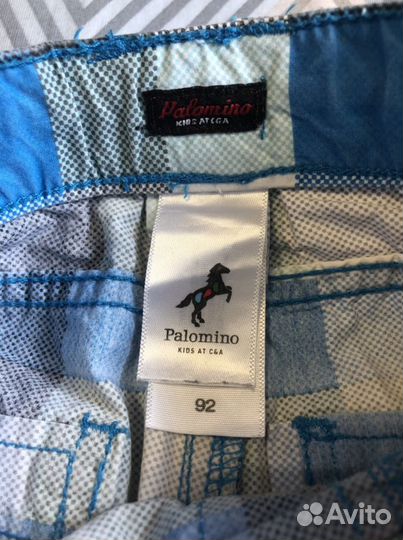 Palomino
KIDS AT C&A
Palomino
KIDS AT C&A
92
Avito